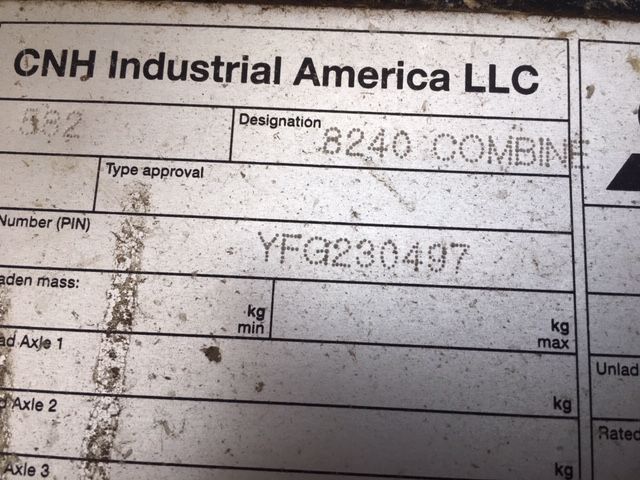 CNH Industrial America LLC
582
Designation
8240 COMBINE
Type approval
Number (PIN)
YFG230497
aden mass:
kg
min
kg
max
ad Axle 1
Unlad
d Axle 2
kg
Rated
Axle 3
kg